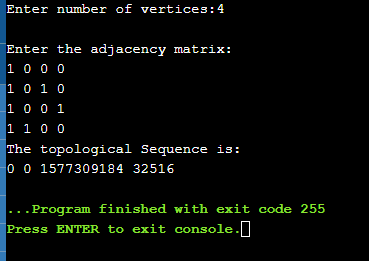 Enter number of vertices:4
Enter the adjacency matrix:
1 0 0 0
1 0 1 0
1 0 0 1
1 1 0 0
The topological Sequence is:
0 0 1577309184 32516
...Program finished with exit code 255
Press ENTER to exit console.